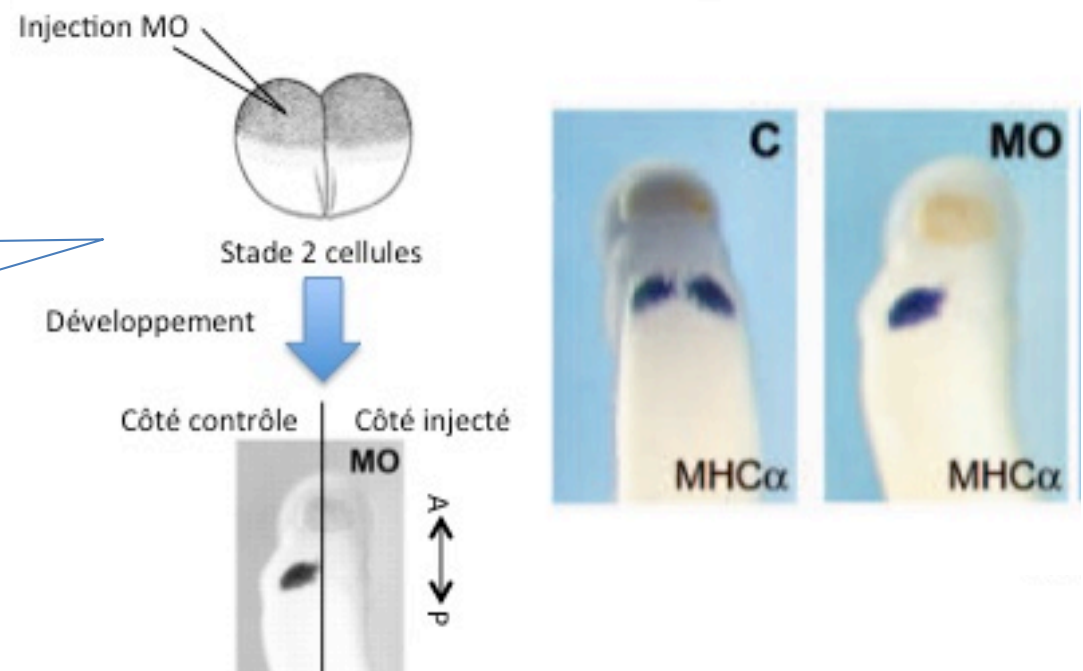 Injection MO
Stade 2 cellules
Développement
Côté contrôle
Côté injecté
MO
A
P
C
MHCα
MO
MHCα